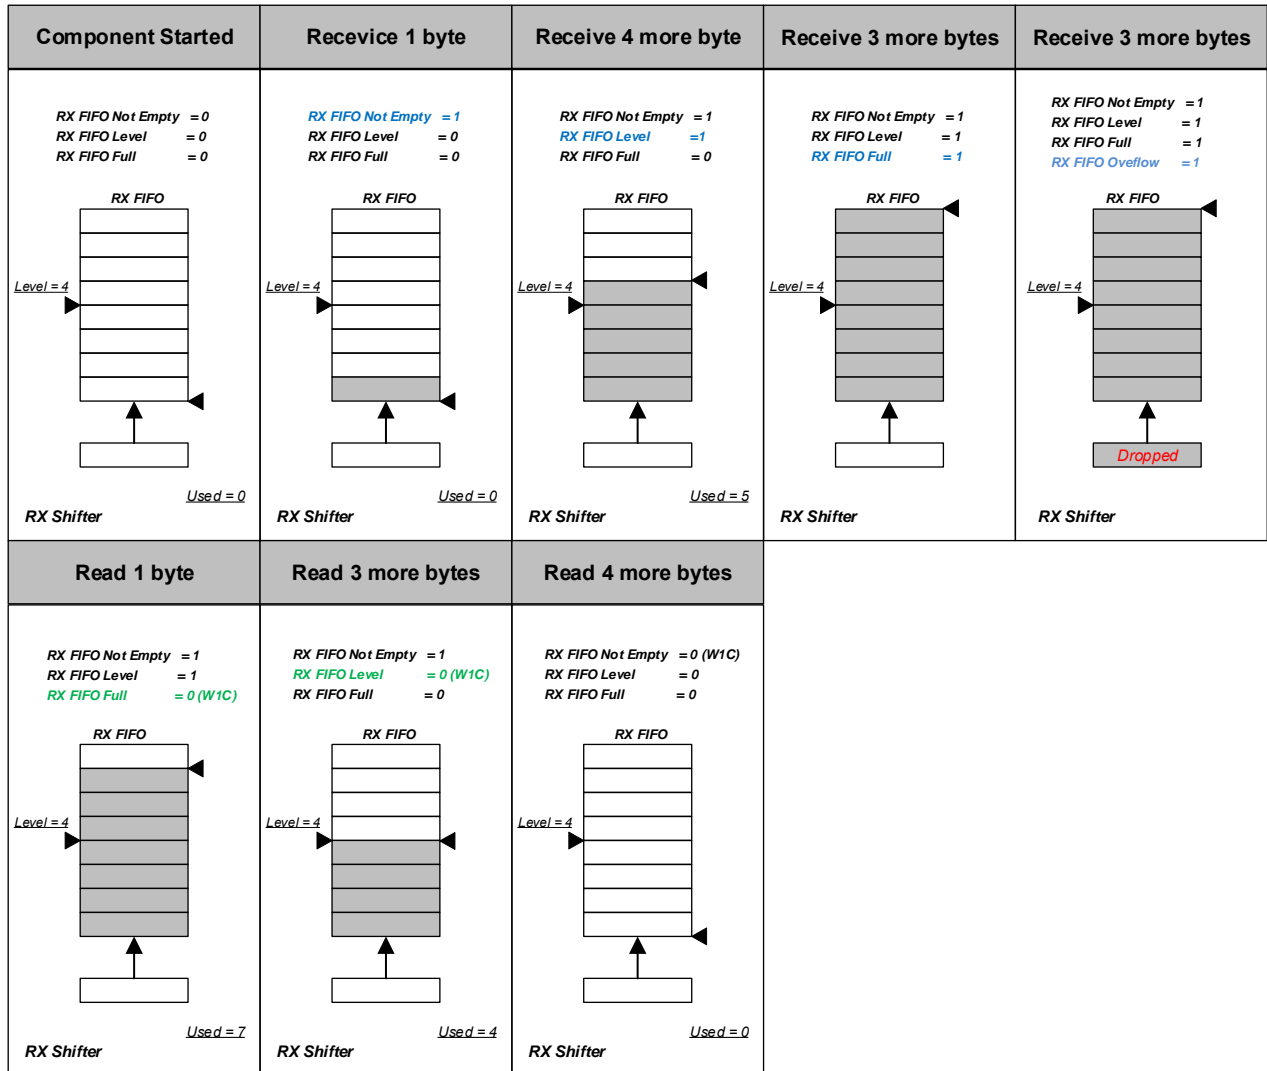 Component Started
Recevice 1 byte
Receive 4 more byte
Receive 3 more bytes
Receive 3 more bytes
RX FIFO Not Empty = 0
RX FIFO Level = 0
RX FIFO Full = 0
RX FIFO
Level = 4
Used = 0
RX Shifter
RX FIFO Not Empty = 1
RX FIFO Level = 0
RX FIFO Full = 0
RX FIFO
Level = 4
Used = 0
RX FIFO Not Empty = 1
RX FIFO Level =1
RX FIFO Full = 0
RX FIFO
Level = 4
Used = 5
RX FIFO Not Empty = 1
RX FIFO Level = 1
RX FIFO Full = 1
RX FIFO
Level = 4
RX Shifter
RX FIFO Not Empty = 1
RX FIFO Level = 1
RX FIFO Full = 1
RX FIFO Oveflow = 1
RX FIFO
Level = 4
Dropped
RX Shifter
Read 1 byte
Read 3 more bytes
Read 4 more bytes
RX FIFO Not Empty = 1
RX FIFO Level = 1
RX FIFO Full = 0 (W1C)
RX FIFO
Level = 4
Used = 7
RX Shifter
RX FIFO Not Empty = 1
RX FIFO Level = 0 (W1C)
RX FIFO Full = 0
RX FIFO
Level = 4
Used = 4
RX Shifter
RX FIFO Not Empty = 0 (W1C)
RX FIFO Level = 0
RX FIFO Full = 0
RX FIFO
Level = 4
Used = 0
RX Shifter